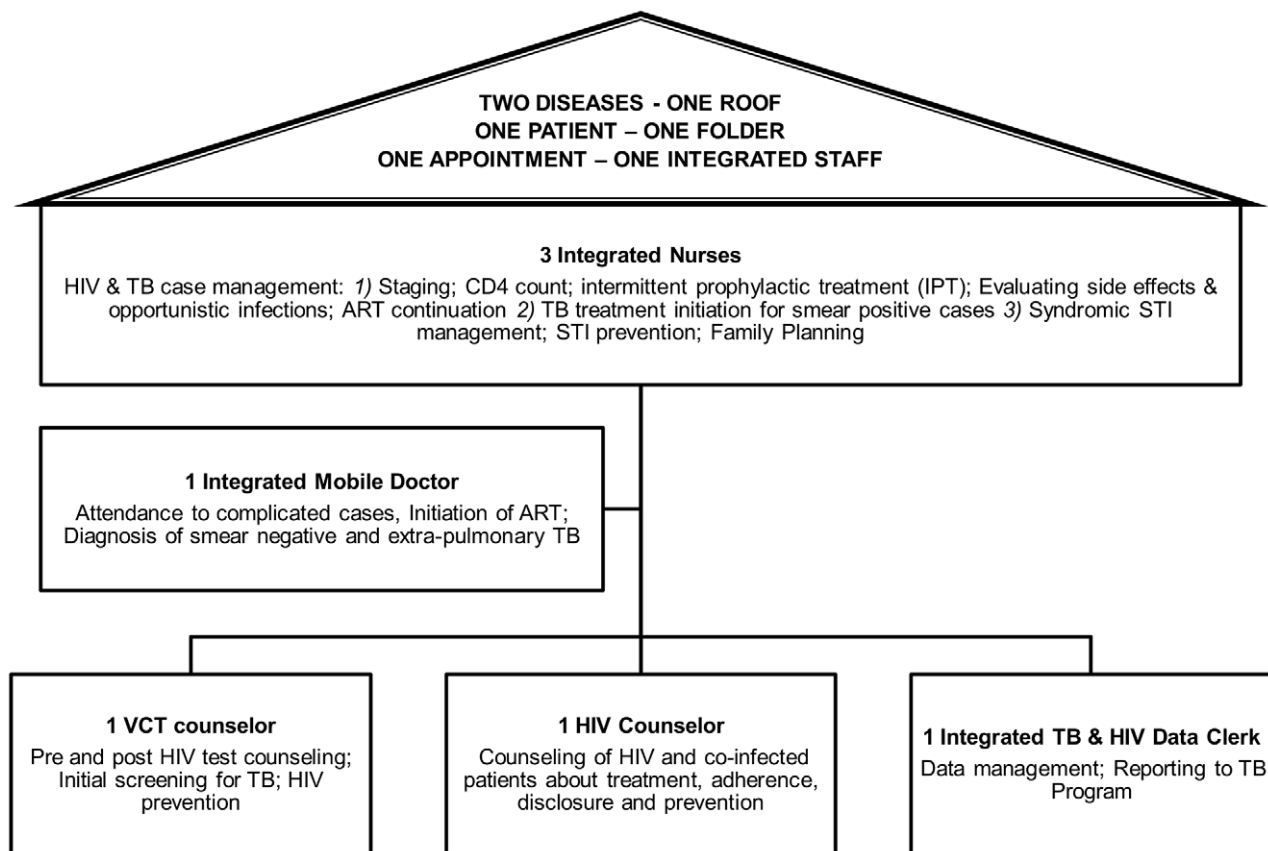 TWO DISEASES - ONE ROOF
ONE PATIENT – ONE FOLDER
ONE APPOINTMENT – ONE INTEGRATED STAFF
3 Integrated Nurses
HIV & TB case management: 1) Staging; CD4 count; intermittent prophylactic treatment (IPT); Evaluating side effects &
opportunistic infections; ART continuation 2) TB treatment initiation for smear positive cases 3) Syndromic STI
management; STI prevention; Family Planning
1 Integrated Mobile Doctor
Attendance to complicated cases, Initiation of ART;
Diagnosis of smear negative and extra-pulmonary TB
1 VCT counselor
Pre and post HIV test counseling;
Initial screening for TB; HIV
prevention
1 HIV Counselor
Counseling of HIV and co-infected
patients about treatment, adherence,
disclosure and prevention
1 Integrated TB & HIV Data Clerk
Data management; Reporting to TB
Program